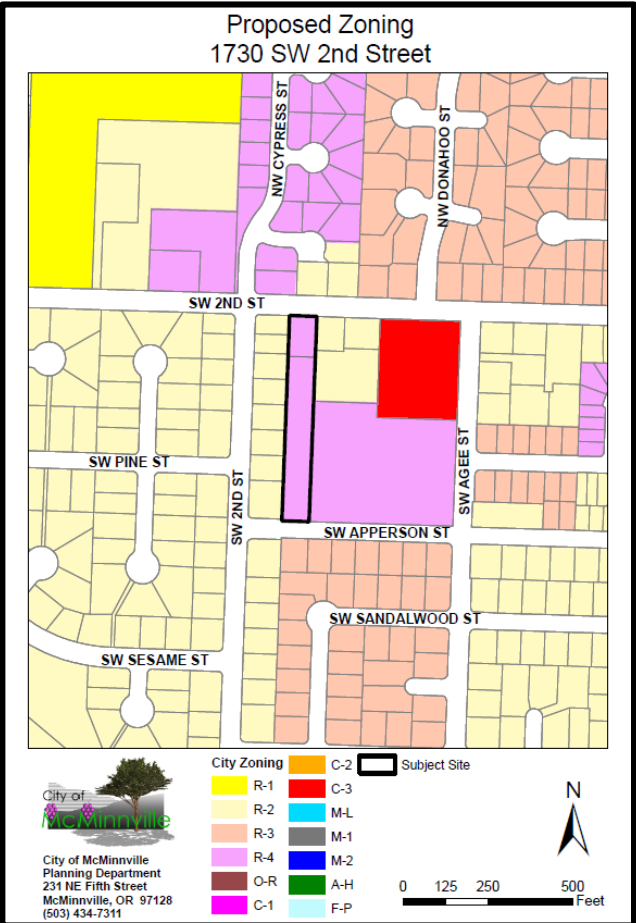 Proposed Zoning
1730 SW 2nd Street
NW CYPRESS ST
NW DONAHOO ST
SW 2ND ST
SW PINE ST
SW 2ND ST
SW AGEE ST
SW APPERSON ST
SW SANDALWOOD ST
SW SESAME ST
City of
McMinnville
City of McMinnville
Planning Department
231 NE Fifth Street
McMinnville, OR 97128
(503) 434-7311
City Zoning
R-1
R-2
R-3
R-4
O-R
C-1
C-2
C-3
M-L
M-1
M-2
A-H
F-P
Subject Site
N
0 125 250 500
Feet